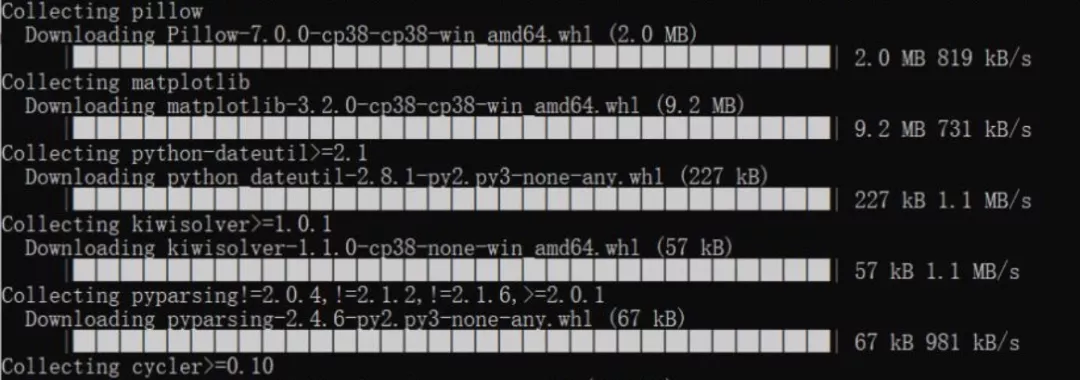 Collecting pillow
Downloading Pillow-7.0.0-cp38-cp38-win_amd64.whl (2.0 MB)
2.0 MB 819 kB/s
Collecting matplotlib
Downloading matplotlib-3.2.0-cp38-cp38-win_amd64.whl (9.2 MB)
9.2 MB 731 kB/s
Collecting python-dateutil>=2.1
Downloading python_dateutil-2.8.1-py2.py3-none-any.whl (227 kB)
227 kB 1.1 MB/s
Collecting kiwisolver>=1.0.1
Downloading kiwisolver-1.1.0-cp38-none-win_amd64.whl (57 kB)
57 kB 1.1 MB/s
Collecting pyparsing!=2.0.4,!=2.1.2,!=2.1.6,>=2.0.1
Downloading pyparsing-2.4.6-py2.py3-none-any.whl (67 kB)
67 kB 981 kB/s
Collecting cycler>=0.10